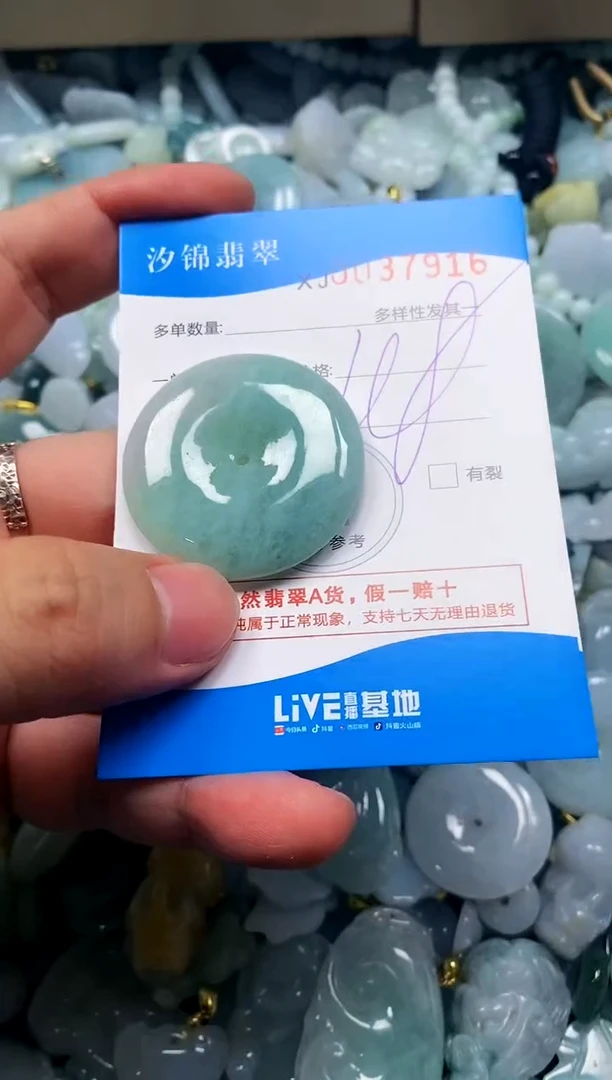 汐锦翡翠
XJ0037916
多单数量:
多样性发其
格:
有裂
参考
然翡翠A货，假一赔十
纯属于正常现象，支持七天无理由退货
LiVE直播基地
今日头条 抖音 西瓜视频 抖音火山版